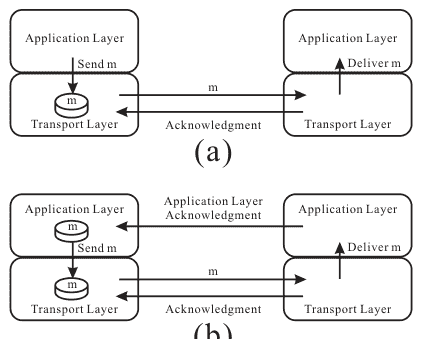 Application Layer
Application Layer
Send m
Deliver m
m
m
Transport Layer
Acknowledgment
Transport Layer
(a)
Application Layer
Application Layer
Acknowledgment
Application Layer
m
Send m
Deliver m
m
m
Transport Layer
Acknowledgment
Transport Layer
(b)